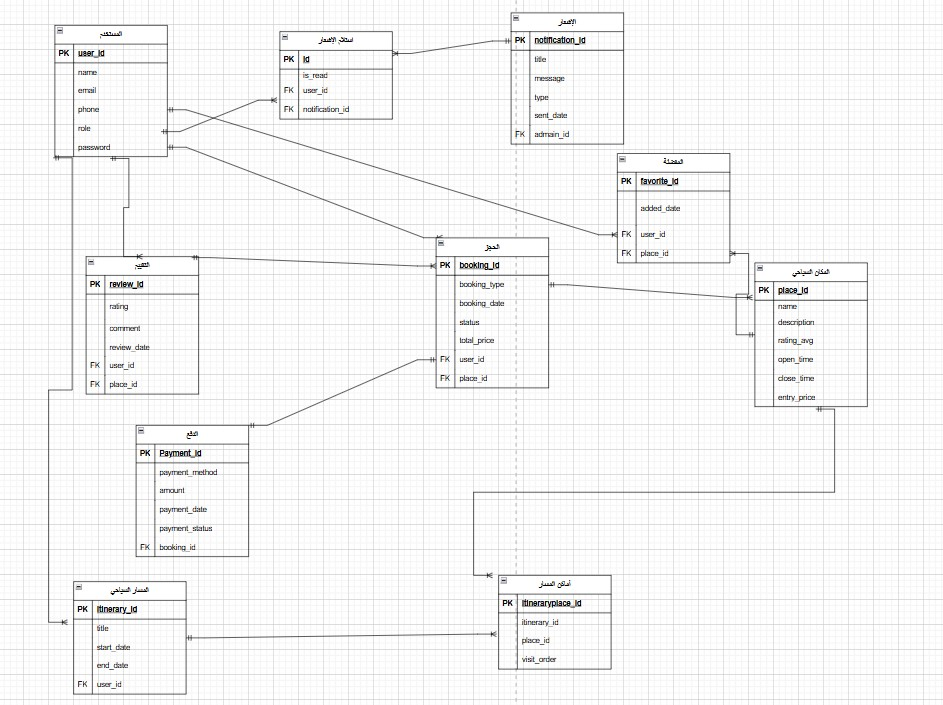 المستخدم
PK user_id
name
email
phone
role
password
استلام الإشعار
PK id
is_read
FK user_id
FK notification_id
الإشعار
PK notification_id
title
message
type
sent_date
FK admain_id
المفضلة
PK favorite_id
added_date
FK user_id
FK place_id
الحجز
PK booking_id
booking_type
booking_date
status
total_price
FK user_id
FK place_id
المكان السياحي
PK place_id
name
description
rating_avg
open_time
close_time
entry_price
التقييم
PK review_id
rating
comment
review_date
FK user_id
FK place_id
الدفع
PK Payment_id
payment_method
amount
payment_date
payment_status
FK booking_id
المسار السياحي
PK itinerary_id
title
start_date
end_date
FK user_id
أماكن المسار
PK itineraryplace_id
itinerary_id
place_id
visit_order